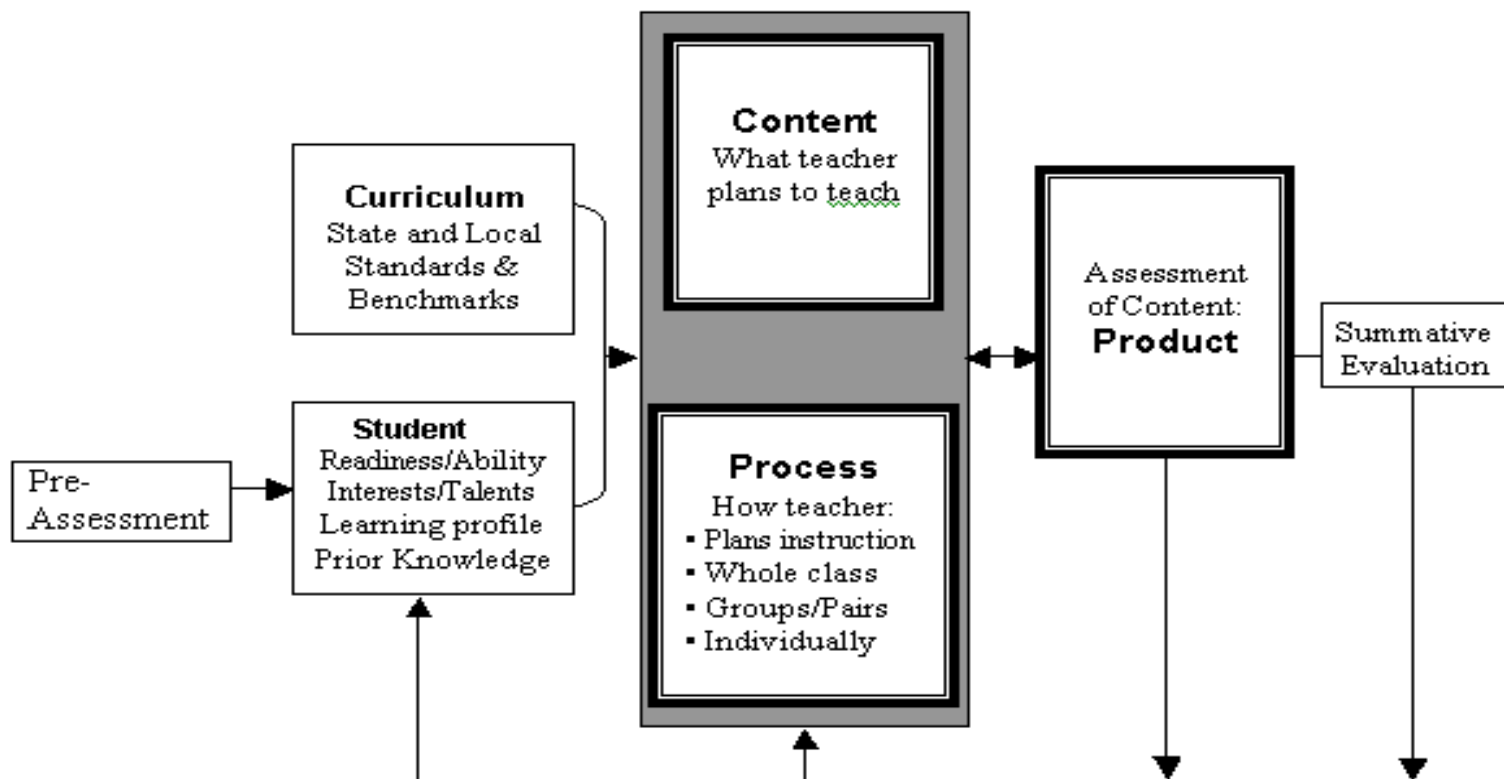 Pre-
Assessment
Curriculum
State and Local
Standards &
Benchmarks
Student
Readiness/Ability
Interests/Talents
Learning profile
Prior Knowledge
Content
What teacher
plans to teach
Process
How teacher:
▪ Plans instruction
▪ Whole class
▪ Groups/Pairs
▪ Individually
Assessment
of Content:
Product
Summative
Evaluation